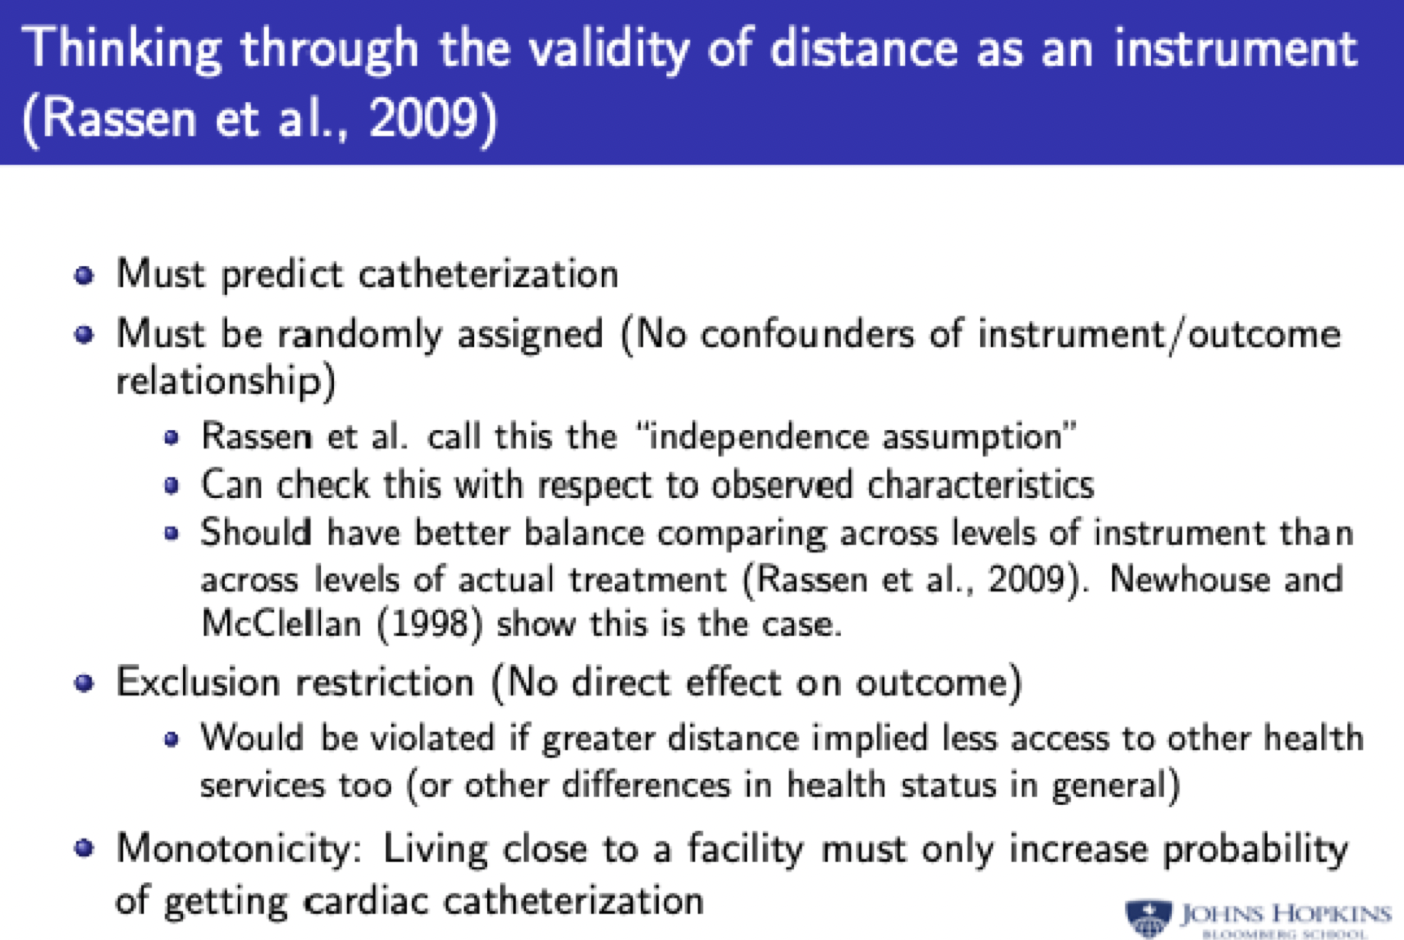 Thinking through the validity of distance as an instrument
(Rassen et al., 2009)
Must predict catheterization
Must be randomly assigned (No confounders of instrument/outcome
relationship)
Rassen et al. call this the “independence assumption”
Can check this with respect to observed characteristics
Should have better balance comparing across levels of instrument than
across levels of actual treatment (Rassen et al., 2009). Newhouse and
McClellan (1998) show this is the case.
Exclusion restriction (No direct effect on outcome)
Would be violated if greater distance implied less access to other health
services too (or other differences in health status in general)
Monotonicity: Living close to a facility must only increase probability
of getting cardiac catheterization
JOHNS HOPKINS
BLOOMBERG SCHOOL